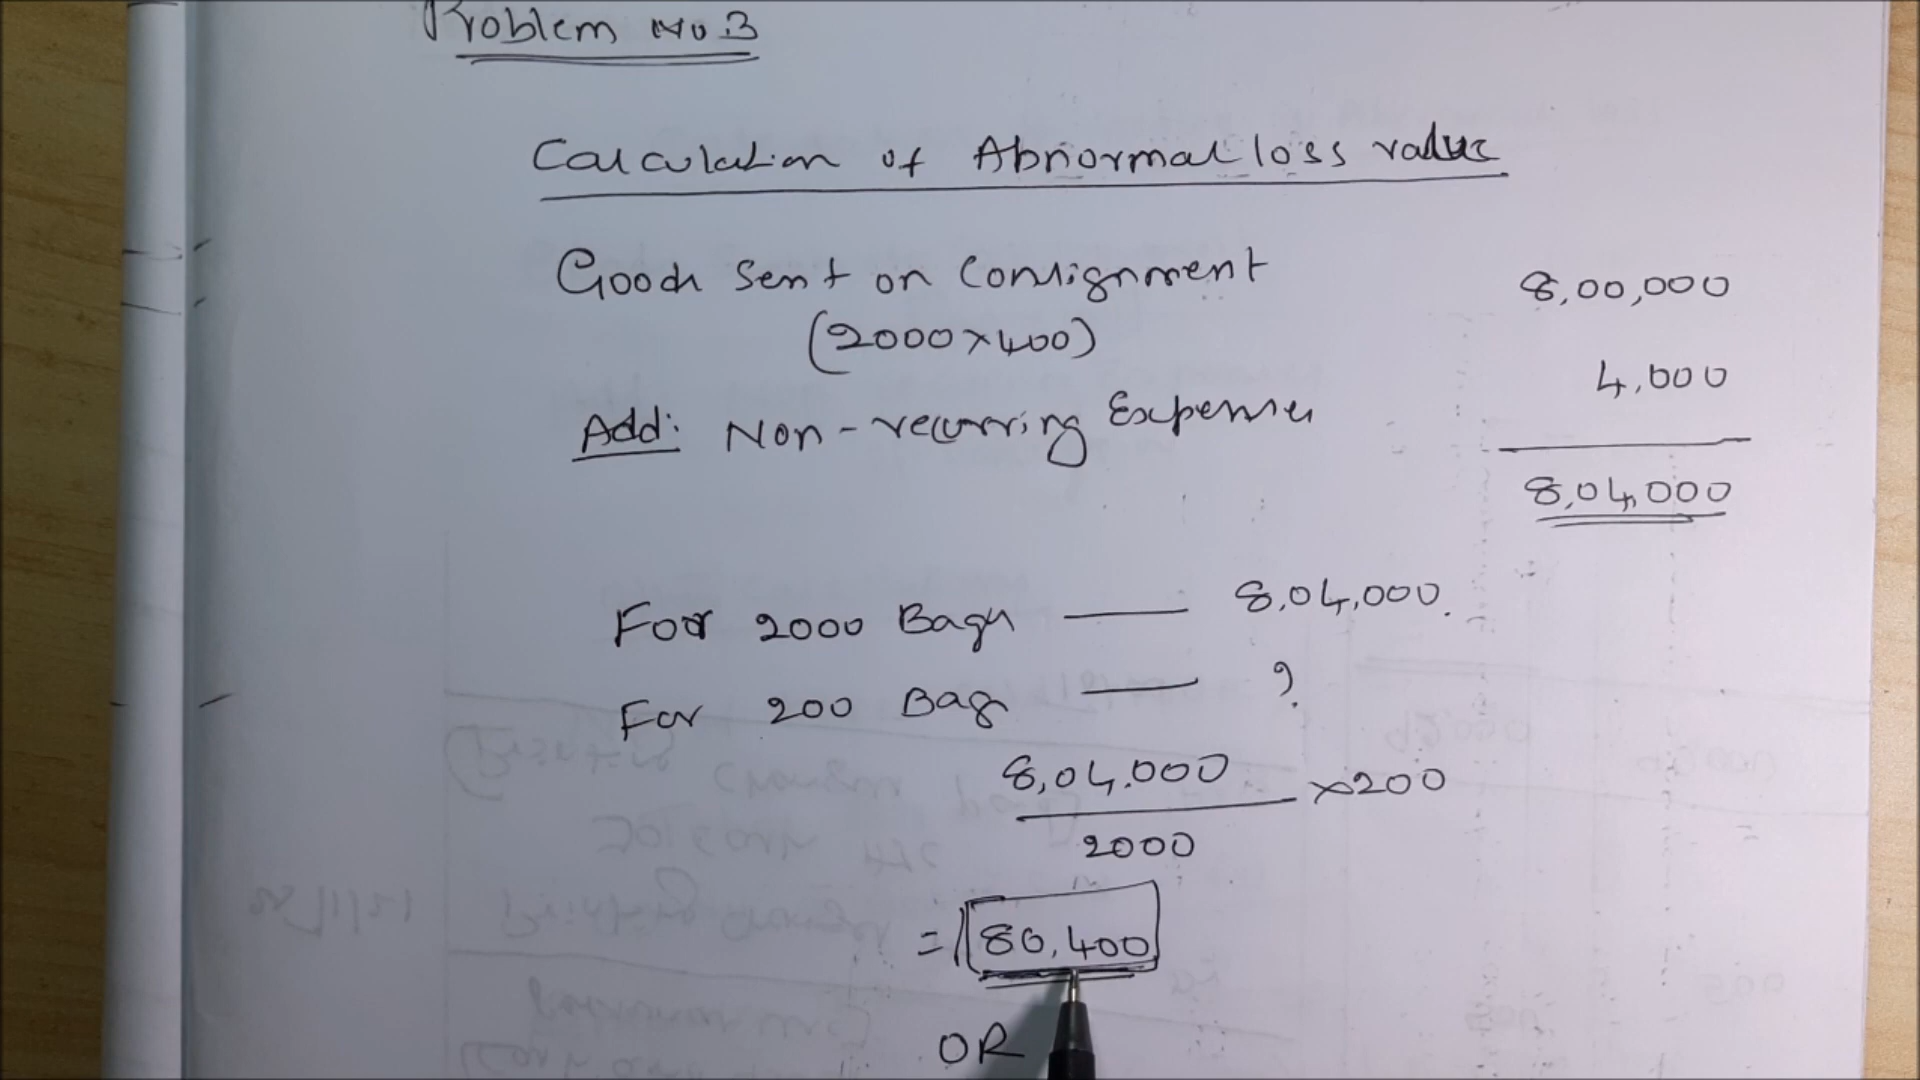 Problem No.3
Calculation of Abnormal loss value
Goods Sent on Consignment 8,00,000
(2000×400)
Add: Non-recurring Expenses 4,000
8,04,000
For 2000 Bags — 8,04,000.
For 200 Bag — ?
8,04,000 ×200
2000
= 80,400
OR